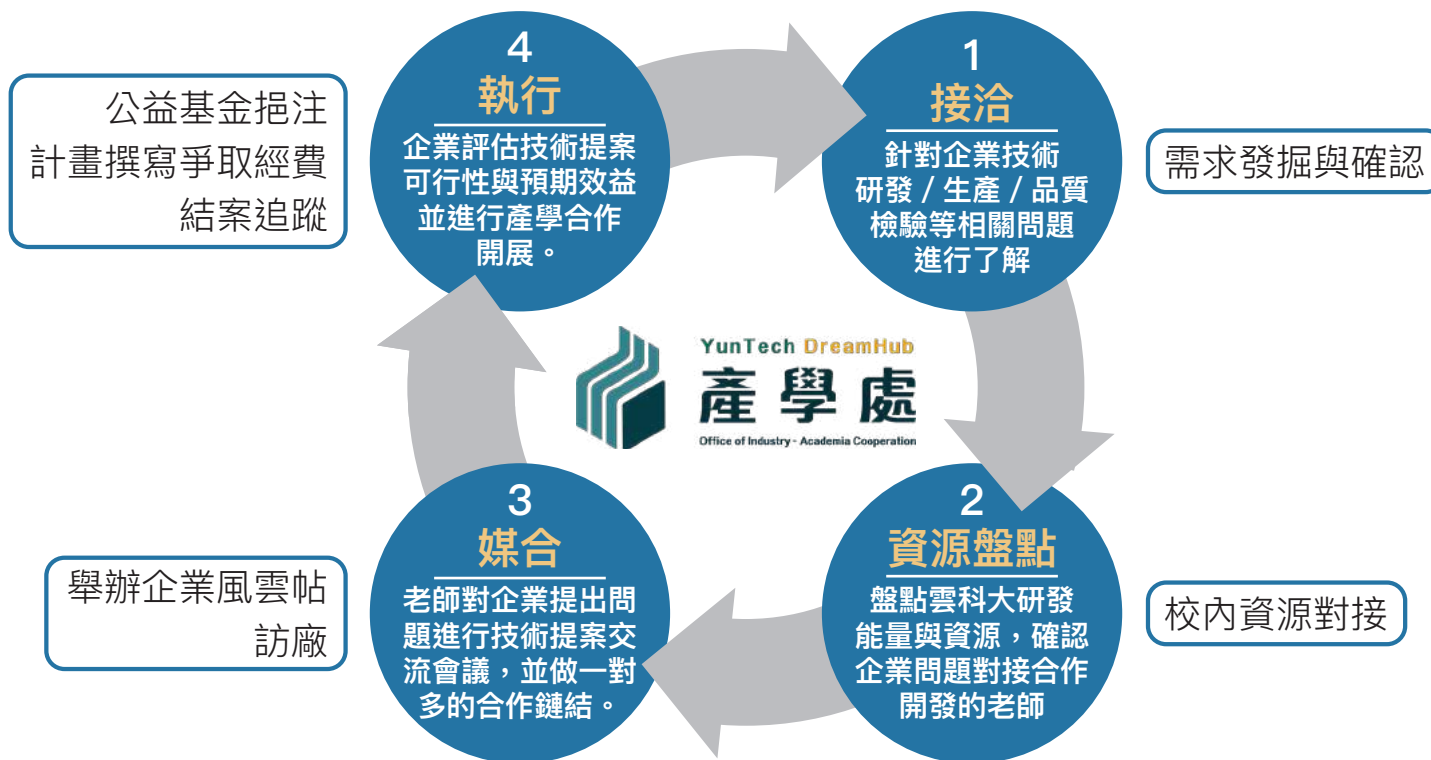 4
執行
企業評估技術提案
可行性與預期效益
並進行產學合作
開展。
公益基金挹注
計畫撰寫爭取經費
結案追蹤
1
接洽
針對企業技術
研發 / 生產 / 品質
檢驗等相關問題
進行了解
需求發掘與確認
YunTech DreamHub
產學處
Office of Industry - Academia Cooperation
3
媒合
老師對企業提出問
題進行技術提案交
流會議，並做一對
多的合作鏈結。
舉辦企業風雲帖
訪廠
2
資源盤點
盤點雲科大研發
能量與資源，確認
企業問題對接合作
開發的老師
校內資源對接